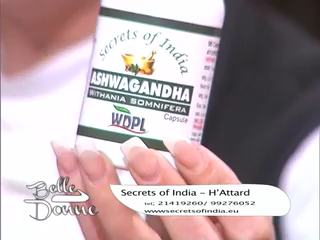 Secrets of India
ASHWAGANDHA
WITHANIA SOMNIFERA
WDPL
Capsule
Belle
Donne
Secrets of India – H'Attard
tel; 21419260/ 99276052
www.secretsofindia.eu